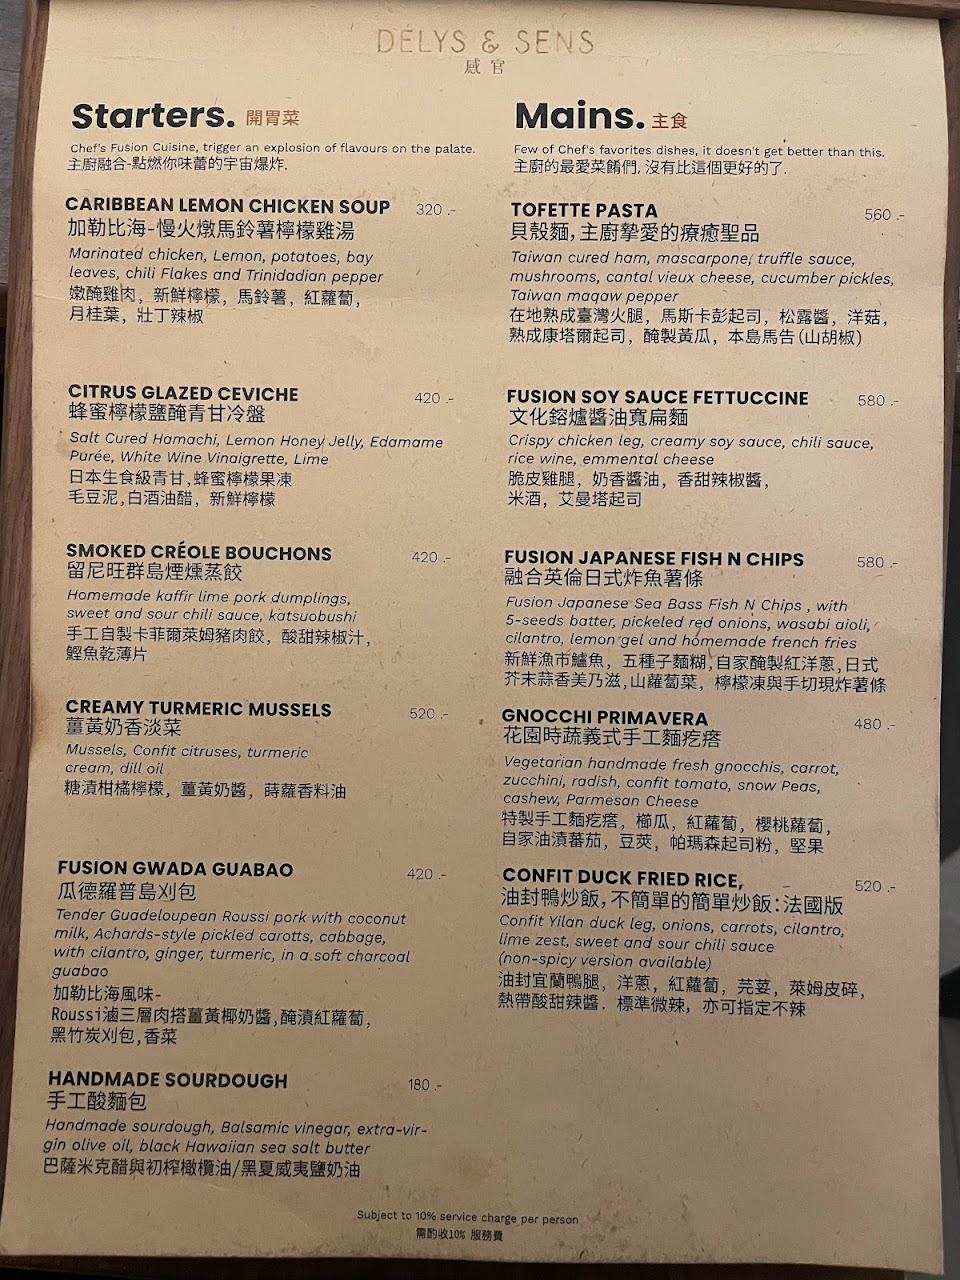 DÉLYS & SENS
感官
Starters. 開胃菜
Chef's Fusion Cuisine, trigger an explosion of flavours on the palate.
主廚融合-點燃你味蕾的宇宙爆炸.
CARIBBEAN LEMON CHICKEN SOUP 320 .-
加勒比海-慢火燉馬鈴薯檸檬雞湯
Marinated chicken, Lemon, potatoes, bay
leaves, chili Flakes and Trinidadian pepper
嫩醃雞肉, 新鮮檸檬, 馬鈴薯, 紅蘿蔔,
月桂葉, 壯丁辣椒
CITRUS GLAZED CEVICHE 420 .-
蜂蜜檸檬鹽醃青甘冷盤
Salt Cured Hamachi, Lemon Honey Jelly, Edamame
Purée, White Wine Vinaigrette, Lime
日本生食級青甘,蜂蜜檸檬果凍
毛豆泥,白酒油醋, 新鮮檸檬
SMOKED CRÉOLE BOUCHONS 420 .-
留尼旺群島煙燻蒸餃
Homemade kaffir lime pork dumplings,
sweet and sour chili sauce, katsuobushi
手工自製卡菲爾萊姆豬肉餃, 酸甜辣椒汁,
鰹魚乾薄片
CREAMY TURMERIC MUSSELS 520 .-
薑黃奶香淡菜
Mussels, Confit citruses, turmeric
cream, dill oil
糖漬柑橘檸檬, 薑黃奶醬, 蒔蘿香料油
FUSION GWADA GUABAO 420 .-
瓜德羅普島刈包
Tender Guadeloupean Roussi pork with coconut
milk, Achards-style pickled carotts, cabbage,
with cilantro, ginger, turmeric, in a soft charcoal
guabao
加勒比海風味-
Roussi滷三層肉搭薑黃椰奶醬,醃漬紅蘿蔔,
黑竹炭刈包,香菜
HANDMADE SOURDOUGH 180 .-
手工酸麵包
Handmade sourdough, Balsamic vinegar, extra-vir-
gin olive oil, black Hawaiian sea salt butter
巴薩米克醋與初榨橄欖油/黑夏威夷鹽奶油
Mains. 主食
Few of Chef's favorites dishes, it doesn't get better than this.
主廚的最愛菜餚們, 沒有比這個更好的了.
TOFETTE PASTA 560 .-
貝殼麵, 主廚摯愛的療癒聖品
Taiwan cured ham, mascarpone, truffle sauce,
mushrooms, cantal vieux cheese, cucumber pickles,
Taiwan maqaw pepper
在地熟成臺灣火腿, 馬斯卡彭起司, 松露醬, 洋菇,
熟成康塔爾起司, 醃製黃瓜, 本島馬告(山胡椒)
FUSION SOY SAUCE FETTUCCINE 580 .-
文化鎔爐醬油寬扁麵
Crispy chicken leg, creamy soy sauce, chili sauce,
rice wine, emmental cheese
脆皮雞腿, 奶香醬油, 香甜辣椒醬,
米酒, 艾曼塔起司
FUSION JAPANESE FISH N CHIPS 580 .-
融合英倫日式炸魚薯條
Fusion Japanese Sea Bass Fish N Chips , with
5-seeds batter, pickeled red onions, wasabi aioli,
cilantro, lemon gel and homemade french fries
新鮮漁市鱸魚, 五種子麵糊,自家醃製紅洋蔥,日式
芥末蒜香美乃滋,山蘿蔔葉, 檸檬凍與手切現炸薯條
GNOCCHI PRIMAVERA 480 .-
花園時蔬義式手工麵疙瘩
Vegetarian handmade fresh gnocchis, carrot,
zucchini, radish, confit tomato, snow Peas,
cashew, Parmesan Cheese
特製手工麵疙瘩, 櫛瓜, 紅蘿蔔, 櫻桃蘿蔔,
自家油漬蕃茄, 豆莢, 帕瑪森起司粉, 堅果
CONFIT DUCK FRIED RICE, 520 .-
油封鴨炒飯, 不簡單的簡單炒飯:法國版
Confit Yilan duck leg, onions, carrots, cilantro,
lime zest, sweet and sour chili sauce
(non-spicy version available)
油封宜蘭鴨腿, 洋蔥, 紅蘿蔔, 芫荽, 萊姆皮碎,
熱帶酸甜辣醬. 標準微辣, 亦可指定不辣
Subject to 10% service charge per person
需酌收10% 服務費